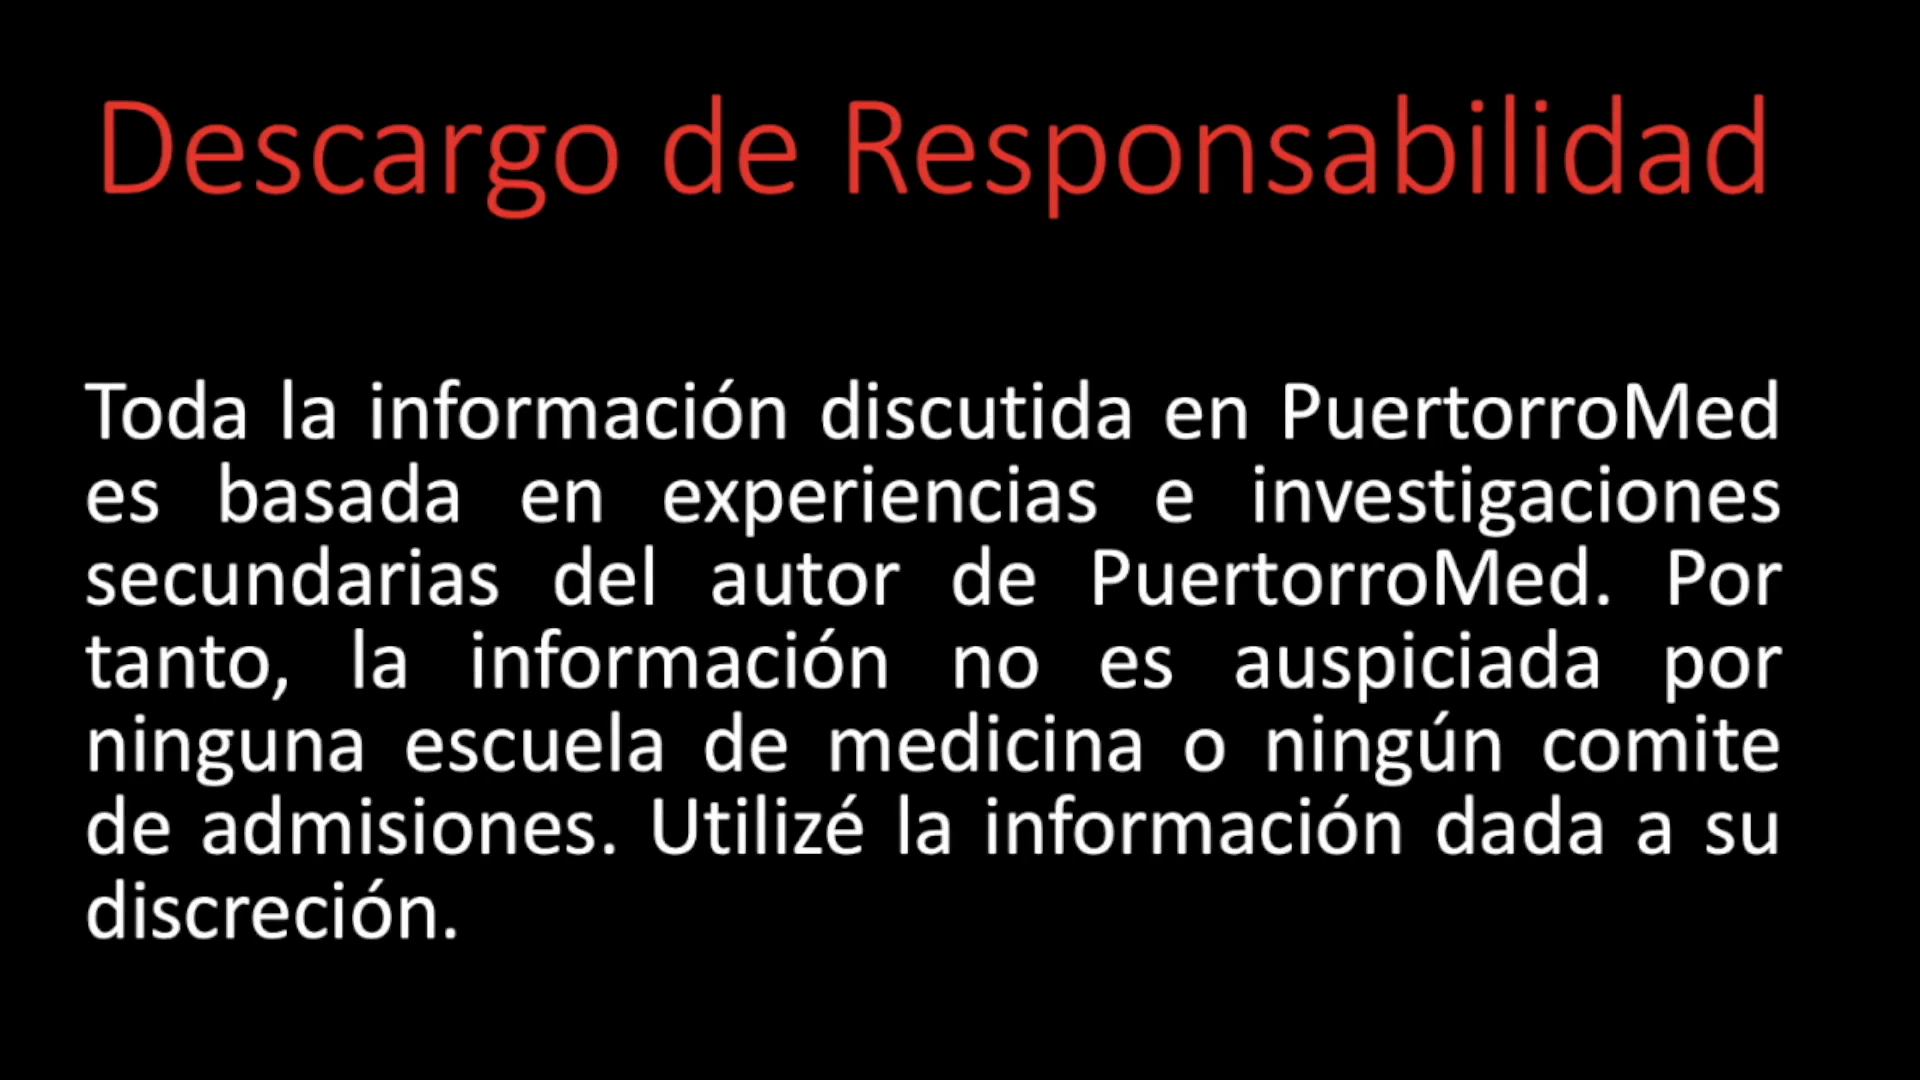 Descargo de Responsabilidad
Toda la información discutida en PuertorroMed
es basada en experiencias e investigaciones
secundarias del autor de PuertorroMed. Por
tanto, la información no es auspiciada por
ninguna escuela de medicina o ningún comite
de admisiones. Utilizé la información dada a su
discreción.